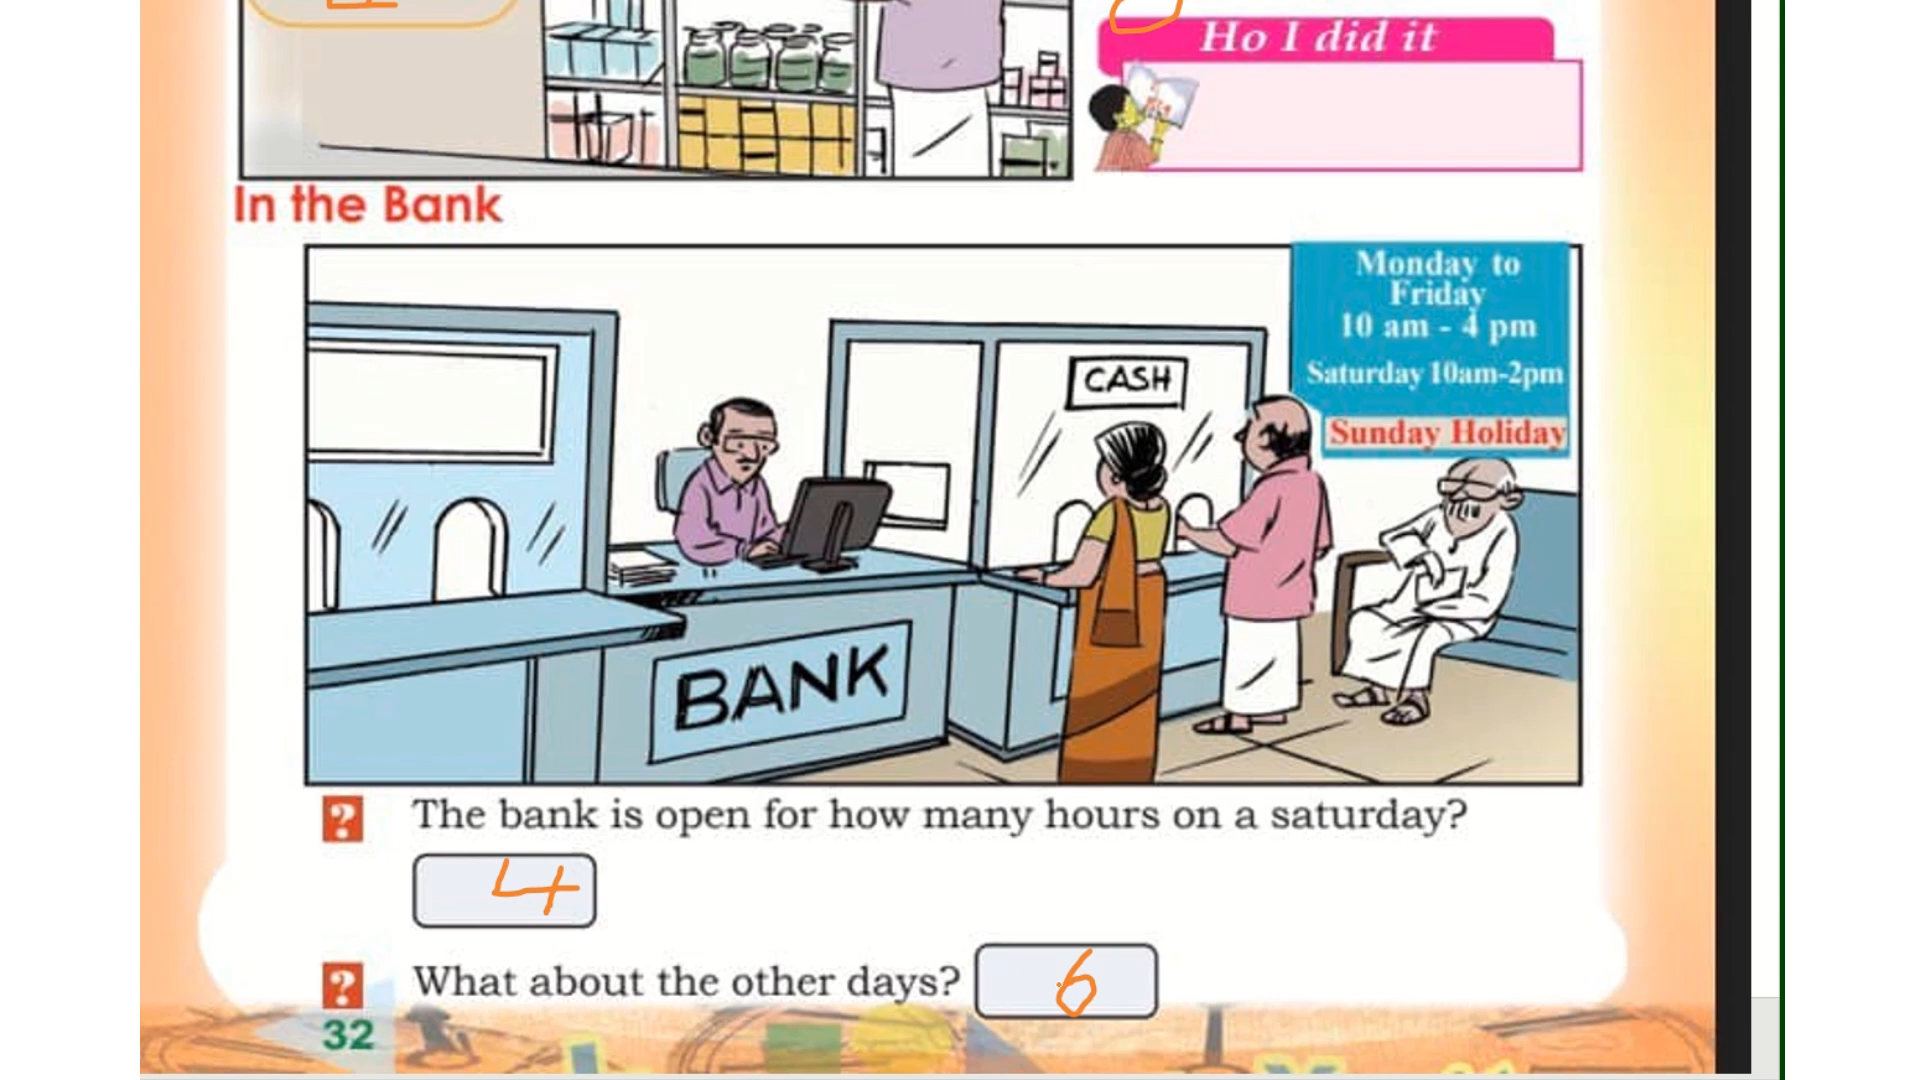 Ho I did it
In the Bank
Monday to
Friday
10 am - 4 pm
Saturday 10am-2pm
Sunday Holiday
CASH
BANK
? The bank is open for how many hours on a saturday?
4
? What about the other days? 6
32